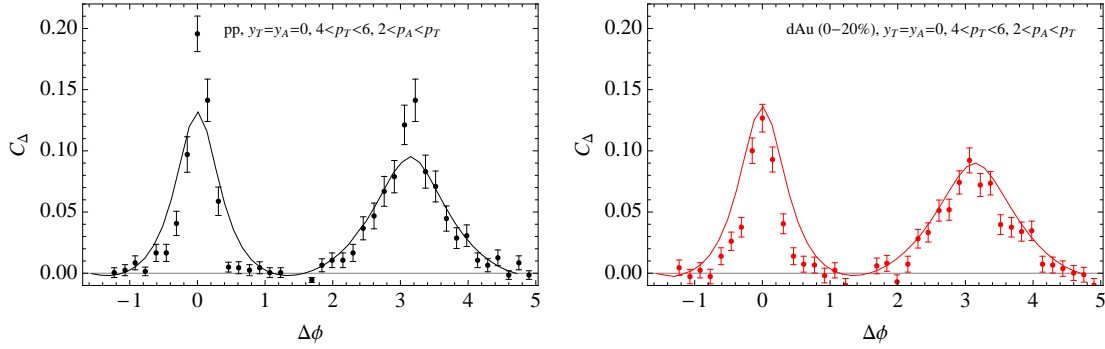 pp, y_T=y_A=0, 4<p_T<6, 2<p_A<p_T
0.20
0.15
0.10
0.05
0.00
C_Δ
−1 0 1 2 3 4 5
Δϕ
dAu (0−20%), y_T=y_A=0, 4<p_T<6, 2<p_A<p_T
0.20
0.15
0.10
0.05
0.00
C_Δ
−1 0 1 2 3 4 5
Δϕ